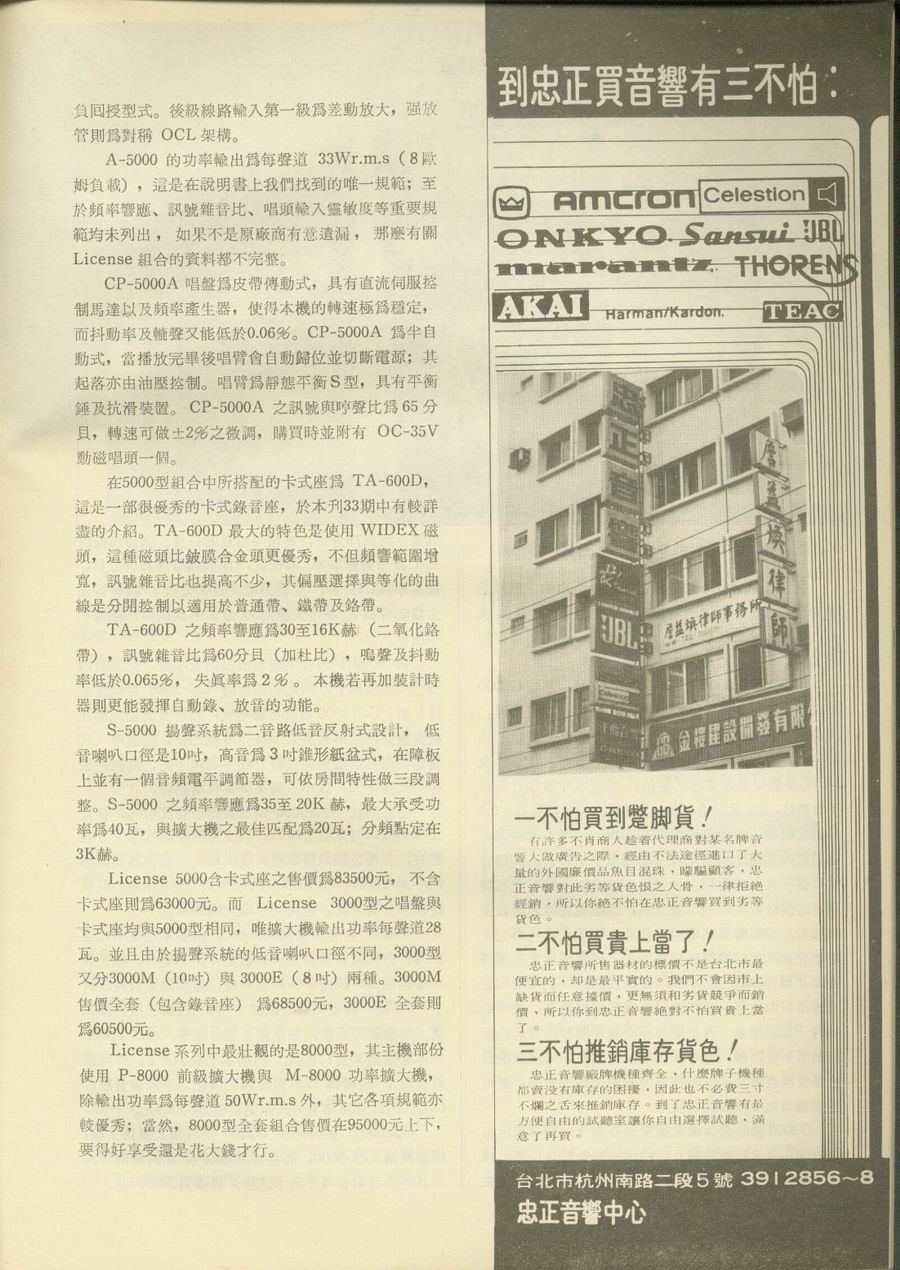 負回授型式。後級線路輸入第一級爲差動放大，强放
管則爲對稱 OCL 架構。
A-5000 的功率輸出爲每聲道 33Wr.m.s（8歐
姆負載），這是在說明書上我們找到的唯一規範；至
於頻率響應、訊號雜音比、唱頭輸入靈敏度等重要規
範均未列出， 如果不是原廠商有意遺漏， 那麽有關
License 組合的資料都不完整。
CP-5000A 唱盤爲皮帶傳動式，具有直流伺服控
制馬達以及頻率產生器，使得本機的轉速極爲穩定，
而抖動率及轆聲又能低於0.06％。CP-5000A 爲半自
動式，當播放完畢後唱臂會自動歸位並切斷電源；其
起落亦由油壓控制。唱臂爲靜態平衡S型，具有平衡
錘及抗滑裝置。 CP-5000A 之訊號與哼聲比爲 65 分
貝，轉速可做±2％之微調，購買時並附有 OC-35V
動磁唱頭一個。
在5000型組合中所搭配的卡式座爲 TA-600D，
這是一部很優秀的卡式錄音座，於本刋33期中有較詳
盡的介紹。TA-600D 最大的特色是使用 WIDEX 磁
頭，這種磁頭比鈹膜合金頭更優秀，不但頻響範圍增
寬，訊號雜音比也提高不少，其偏壓選擇與等化的曲
線是分開控制以適用於普通帶、鐵帶及鉻帶。
TA-600D 之頻率響應爲30至16K赫 （二氧化鉻
帶），訊號雜音比爲60分貝（加杜比），鳴聲及抖動
率低於0.065％， 失眞率爲 2 ％ 。 本機若再加裝計時
器則更能發揮自動錄、放音的功能。
S-5000 揚聲系統爲二音路低音反射式設計， 低
音喇叭口徑是10吋，高音爲 3 吋錐形紙盆式，在障板
上並有一個音頻電平調節器，可依房間特性做三段調
整。S-5000 之頻率響應爲35至 20K 赫，最大承受功
率爲40瓦，與擴大機之最佳匹配爲20瓦；分頻點定在
3K赫。
License 5000含卡式座之售價爲83500元，不含
卡式座則爲63000元。而 License 3000型之唱盤與
卡式座均與5000型相同，唯擴大機輸出功率每聲道28
瓦。並且由於揚聲系統的低音喇叭口徑不同，3000型
又分3000M（10吋）與 3000E（8吋）兩種。3000M
售價全套（包含錄音座） 爲68500元，3000E 全套則
爲60500元。
License 系列中最壯觀的是8000型，其主機部份
使用 P-8000 前級擴大機與 M-8000 功率擴大機，
除輸出功率爲每聲道 50Wr.m.s 外，其它各項規範亦
較優秀；當然，8000型全套組合售價在95000元上下，
要得好享受還是花大錢才行。
到忠正買音響有三不怕：
AMCRON Celestion
ONKYO Sansui JBL
marantz THORENS
AKAI Harman/Kardon. TEAC
忠正音響
JBL
Celestion
詹益煥律師
詹益煥律師事務所
金樓建設開發有限
一不怕買到蹩脚貨！
有許多不肖商人趁着代理商對某名牌音
響大做廣告之際，經由不法途徑進口了大
量的外國廉價品魚目混珠，矇騙顧客，忠
正音響對此劣等貨色恨之入骨，一律拒絶
經銷，所以你絶不怕在忠正音響買到劣等
貨色。
二不怕買貴上當了！
忠正音響所售器材的標價不是台北市最
便宜的，却是最平實的。我們不會因市上
缺貨而任意擡價，更無須和劣貨競爭而銷
價，所以你到忠正音響絶對不怕買貴上當
了。
三不怕推銷庫存貨色！
忠正音響廠牌機種齊全，什麼牌子機種
都賣没有庫存的困擾，因此也不必費三寸
不爛之舌來推銷庫存。到了忠正音響有最
方便自由的試聽室讓你自由選擇試聽，滿
意了再買。
台北市杭州南路二段5號 3912856～8
忠正音響中心